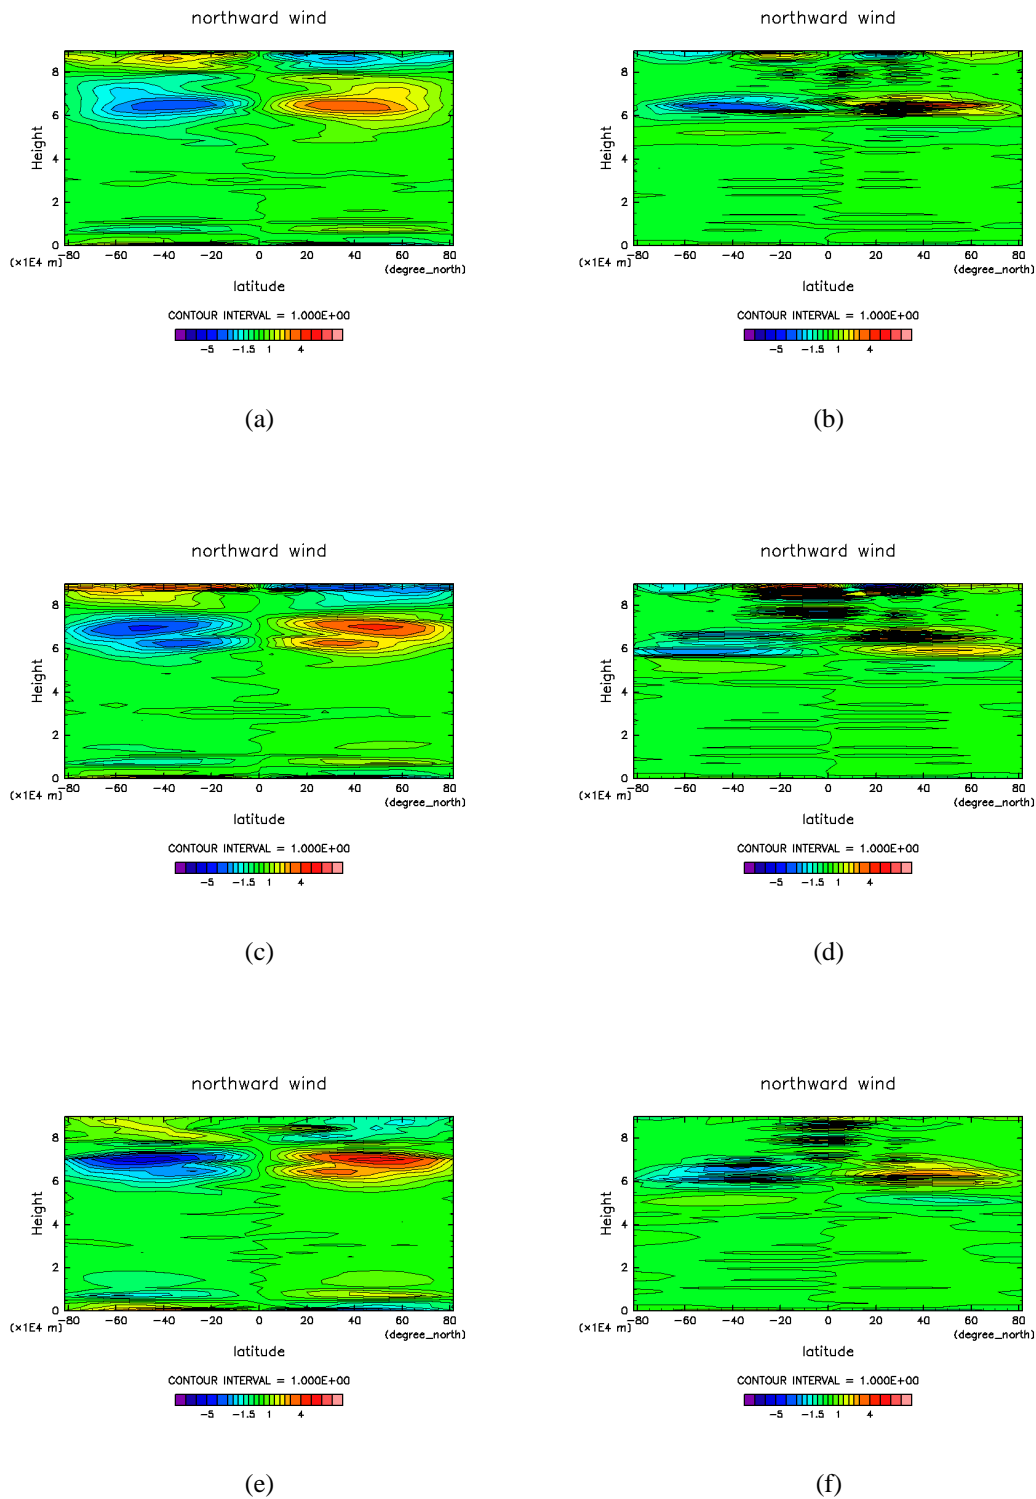 northward wind
8
6
4
2
0
Height
(×1E4 m)
−80 −60 −40 −20 0 20 40 60 80
(degree_north)
latitude
CONTOUR INTERVAL = 1.000E+00
−5 −1.5 1 4
(a)
northward wind
8
6
4
2
0
Height
(×1E4 m)
−80 −60 −40 −20 0 20 40 60 80
(degree_north)
latitude
CONTOUR INTERVAL = 1.000E+00
−5 −1.5 1 4
(b)
northward wind
8
6
4
2
0
Height
(×1E4 m)
−80 −60 −40 −20 0 20 40 60 80
(degree_north)
latitude
CONTOUR INTERVAL = 1.000E+00
−5 −1.5 1 4
(c)
northward wind
8
6
4
2
0
Height
(×1E4 m)
−80 −60 −40 −20 0 20 40 60 80
(degree_north)
latitude
CONTOUR INTERVAL = 1.000E+00
−5 −1.5 1 4
(d)
northward wind
8
6
4
2
0
Height
(×1E4 m)
−80 −60 −40 −20 0 20 40 60 80
(degree_north)
latitude
CONTOUR INTERVAL = 1.000E+00
−5 −1.5 1 4
(e)
northward wind
8
6
4
2
0
Height
(×1E4 m)
−80 −60 −40 −20 0 20 40 60 80
(degree_north)
latitude
CONTOUR INTERVAL = 1.000E+00
−5 −1.5 1 4
(f)